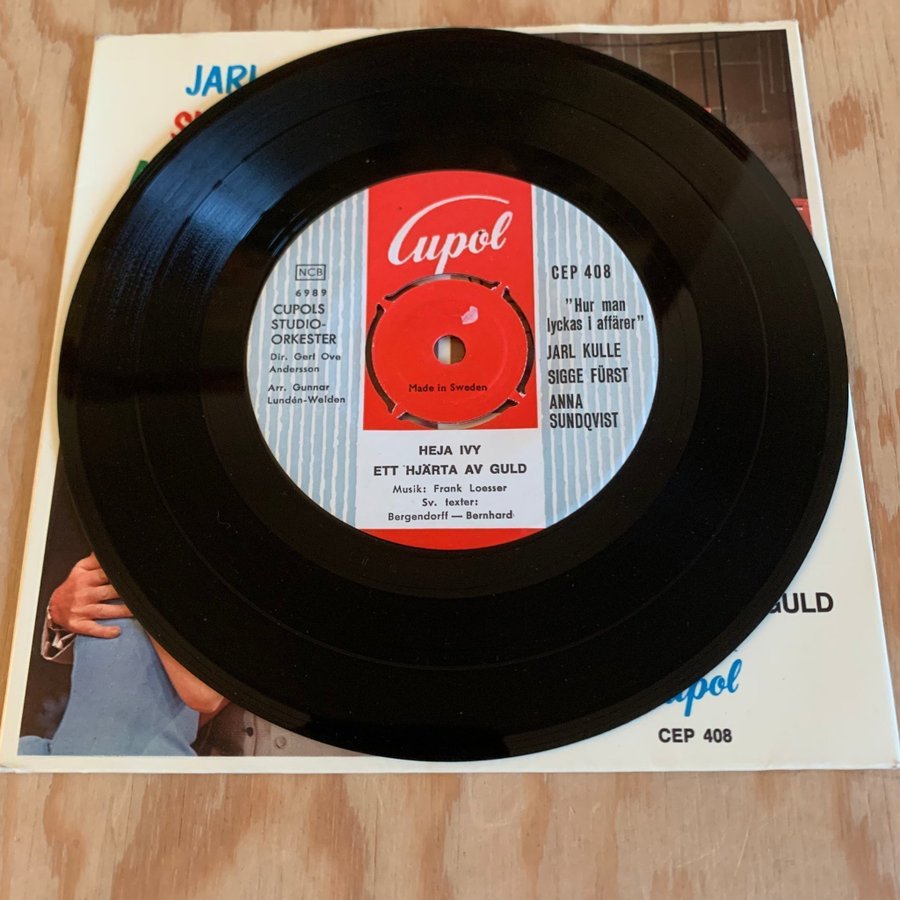 JARL
Cupol
NCB
6989
CUPOLS
STUDIO-
ORKESTER
Dir. Gert Ove
Andersson
Arr. Gunnar
Lundén-Welden
CEP 408
"Hur man
lyckas i affärer"
JARL KULLE
SIGGE FÜRST
ANNA
SUNDQVIST
Made in Sweden
HEJA IVY
ETT HJÄRTA AV GULD
Musik: Frank Loesser
Sv. texter:
Bergendorff — Bernhard
GULD
Cupol
CEP 408